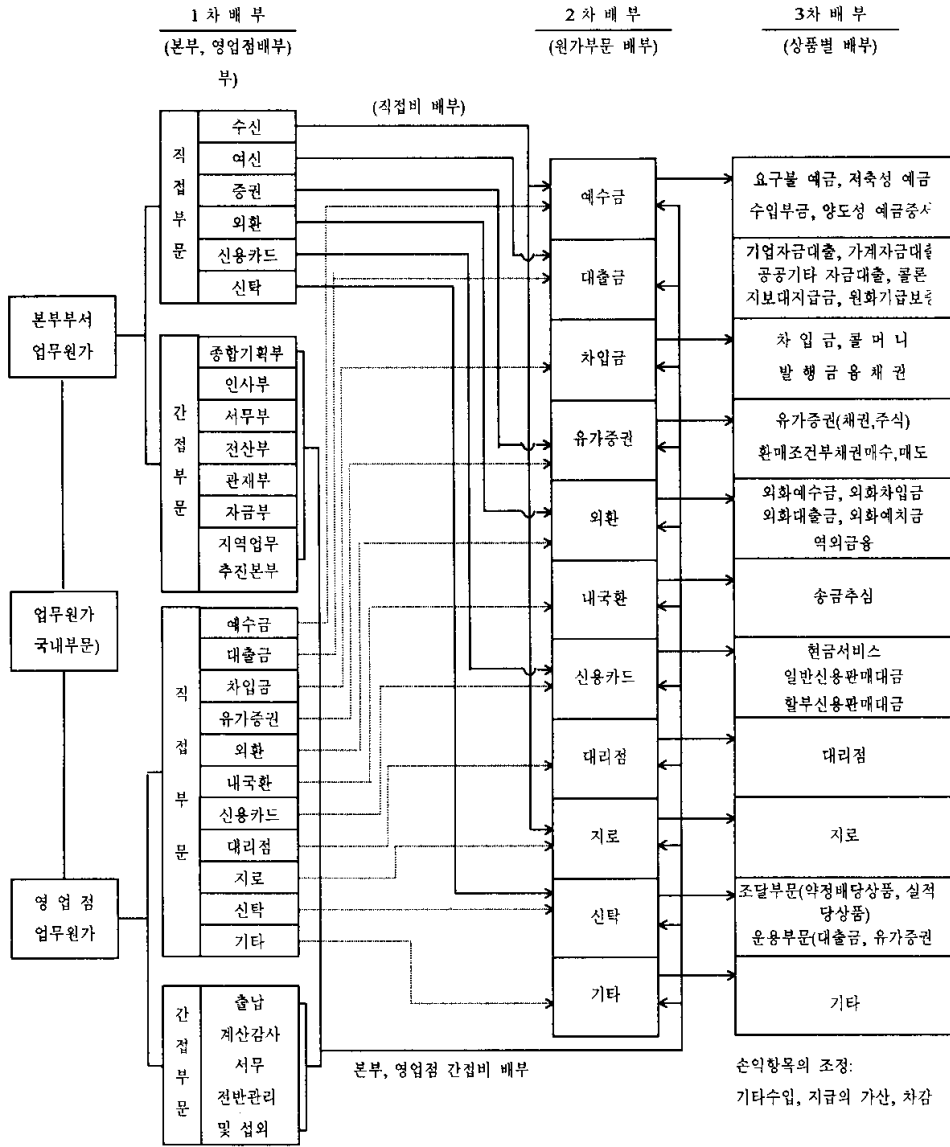 1차 배 부
(본부, 영업점배부)
부)
2차 배 부
(원가부문 배부)
3차 배 부
(상품별 배부)
(직접비 배부)
본부부서
업무원가
업무원가
국내부문)
영 업 점
업무원가
직
접
부
문
수신
여신
증권
외환
신용카드
신탁
간
접
부
문
종합기획부
인사부
서무부
전산부
관재부
자금부
지역업무
추진본부
직
접
부
문
예수금
대출금
차입금
유가증권
외환
내국환
신용카드
대리점
지로
신탁
기타
간
접
부
문
출납
계산감사
서무
전반관리
및 섭외
본부, 영업점 간접비 배부
예수금
대출금
차입금
유가증권
외환
내국환
신용카드
대리점
지로
신탁
기타
요구불 예금, 저축성 예금
수입부금, 양도성 예금증서
기업자금대출, 가계자금대출
공공기타 자금대출, 콜론
지보대지급금, 원화기급보증
차 입 금, 콜 머 니
발 행 금 융 채 권
유가증권(채권,주식)
환매조건부채권매수,매도
외화예수금, 외화차입금
외화대출금, 외화예치금
역외금융
송금추심
현금서비스
일반신용판매대금
할부신용판매대금
대리점
지로
조달부문(약정배당상품, 실적
당상품)
운용부문(대출금, 유가증권
기타
손익항목의 조정:
기타수입, 지급의 가산, 차감